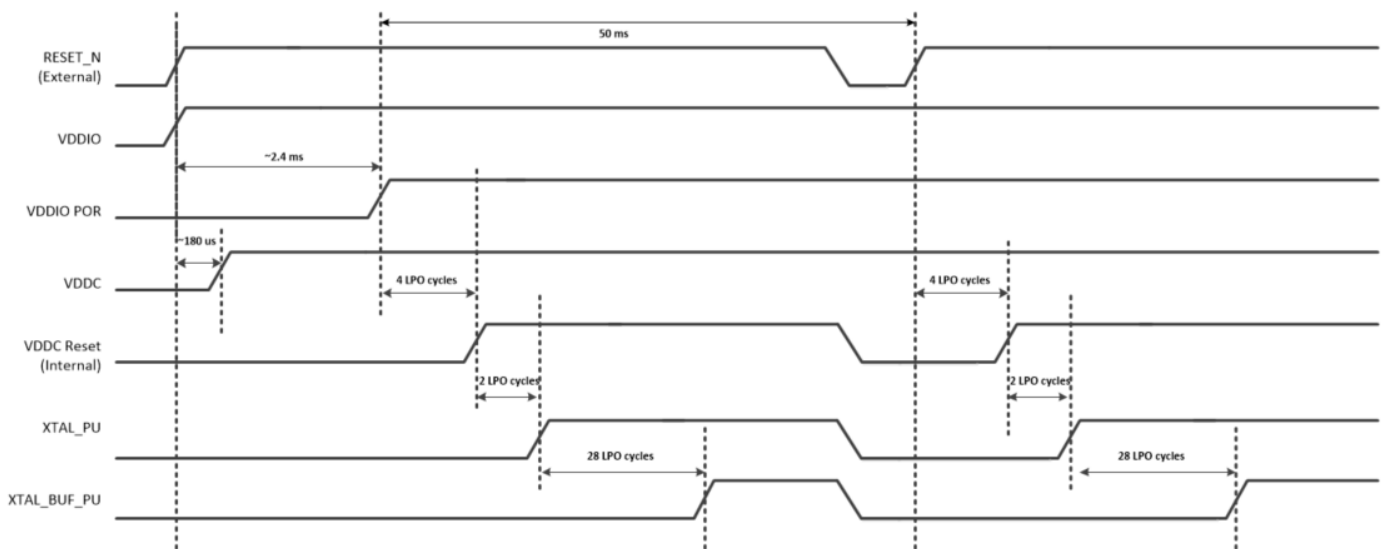 50 ms
RESET_N
(External)
VDDIO
~2.4 ms
VDDIO POR
~180 us
VDDC
4 LPO cycles
4 LPO cycles
VDDC Reset
(Internal)
2 LPO cycles
2 LPO cycles
XTAL_PU
28 LPO cycles
28 LPO cycles
XTAL_BUF_PU